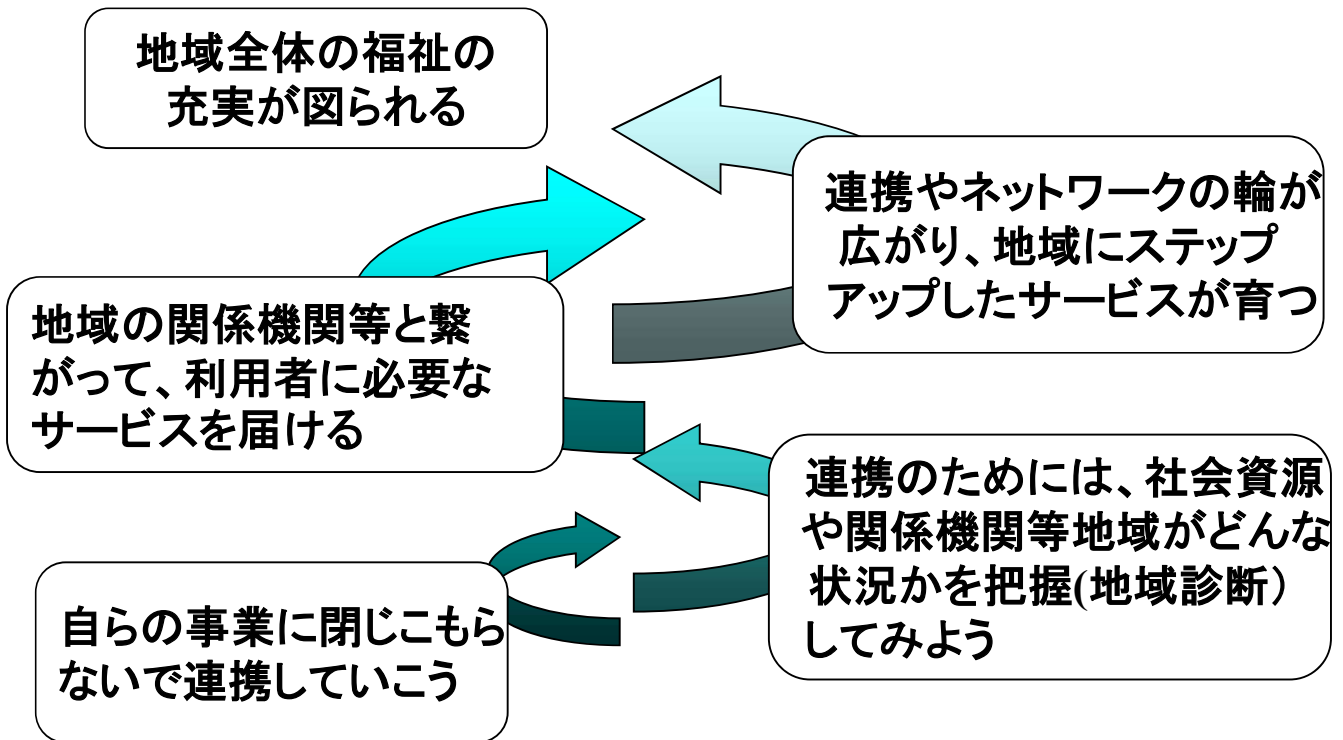 地域全体の福祉の
充実が図られる
連携やネットワークの輪が
広がり、地域にステップ
アップしたサービスが育つ
地域の関係機関等と繋
がって、利用者に必要な
サービスを届ける
連携のためには、社会資源
や関係機関等地域がどんな
状況かを把握(地域診断）
してみよう
自らの事業に閉じこもら
ないで連携していこう